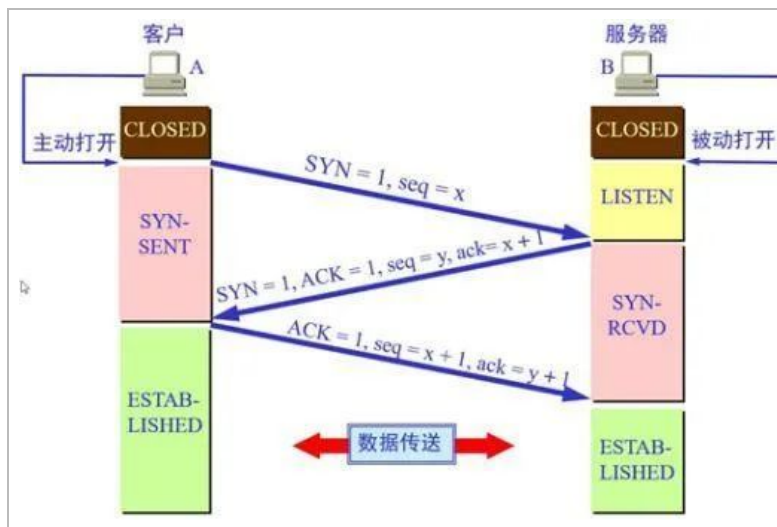 客户
服务器
A
B
CLOSED
CLOSED
主动打开
被动打开
SYN = 1, seq = x
LISTEN
SYN-
SENT
SYN = 1, ACK = 1, seq = y, ack= x + 1
SYN-
RCVD
ACK = 1, seq = x + 1, ack = y + 1
ESTAB-
LISHED
数据传送
ESTAB-
LISHED